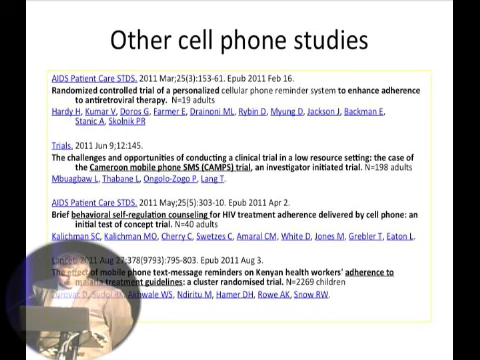 Other cell phone studies
AIDS Patient Care STDS. 2011 Mar;25(3):153-61. Epub 2011 Feb 16.
Randomized controlled trial of a personalized cellular phone reminder system to enhance adherence
to antiretroviral therapy. N=19 adults
Hardy H, Kumar V, Doros G, Farmer E, Drainoni ML, Rybin D, Myung D, Jackson J, Backman E,
Stanic A, Skolnik PR
Trials. 2011 Jun 9;12:145.
The challenges and opportunities of conducting a clinical trial in a low resource setting: the case of
the Cameroon mobile phone SMS (CAMPS) trial, an investigator initiated trial. N=198 adults
Mbuagbaw L, Thabane L, Ongolo-Zogo P, Lang T.
AIDS Patient Care STDS. 2011 May;25(5):303-10. Epub 2011 Apr 2.
Brief behavioral self-regulation counseling for HIV treatment adherence delivered by cell phone: an
initial test of concept trial. N=40 adults
Kalichman SC, Kalichman MO, Cherry C, Swetzes C, Amaral CM, White D, Jones M, Grebler T, Eaton L.
Lancet. 2011 Aug 27;378(9793):795-803. Epub 2011 Aug 3.
The effect of mobile phone text-message reminders on Kenyan health workers' adherence to
malaria treatment guidelines: a cluster randomised trial. N=2269 children
Zurovac D, Sudoi RK, Akhwale WS, Ndiritu M, Hamer DH, Rowe AK, Snow RW.